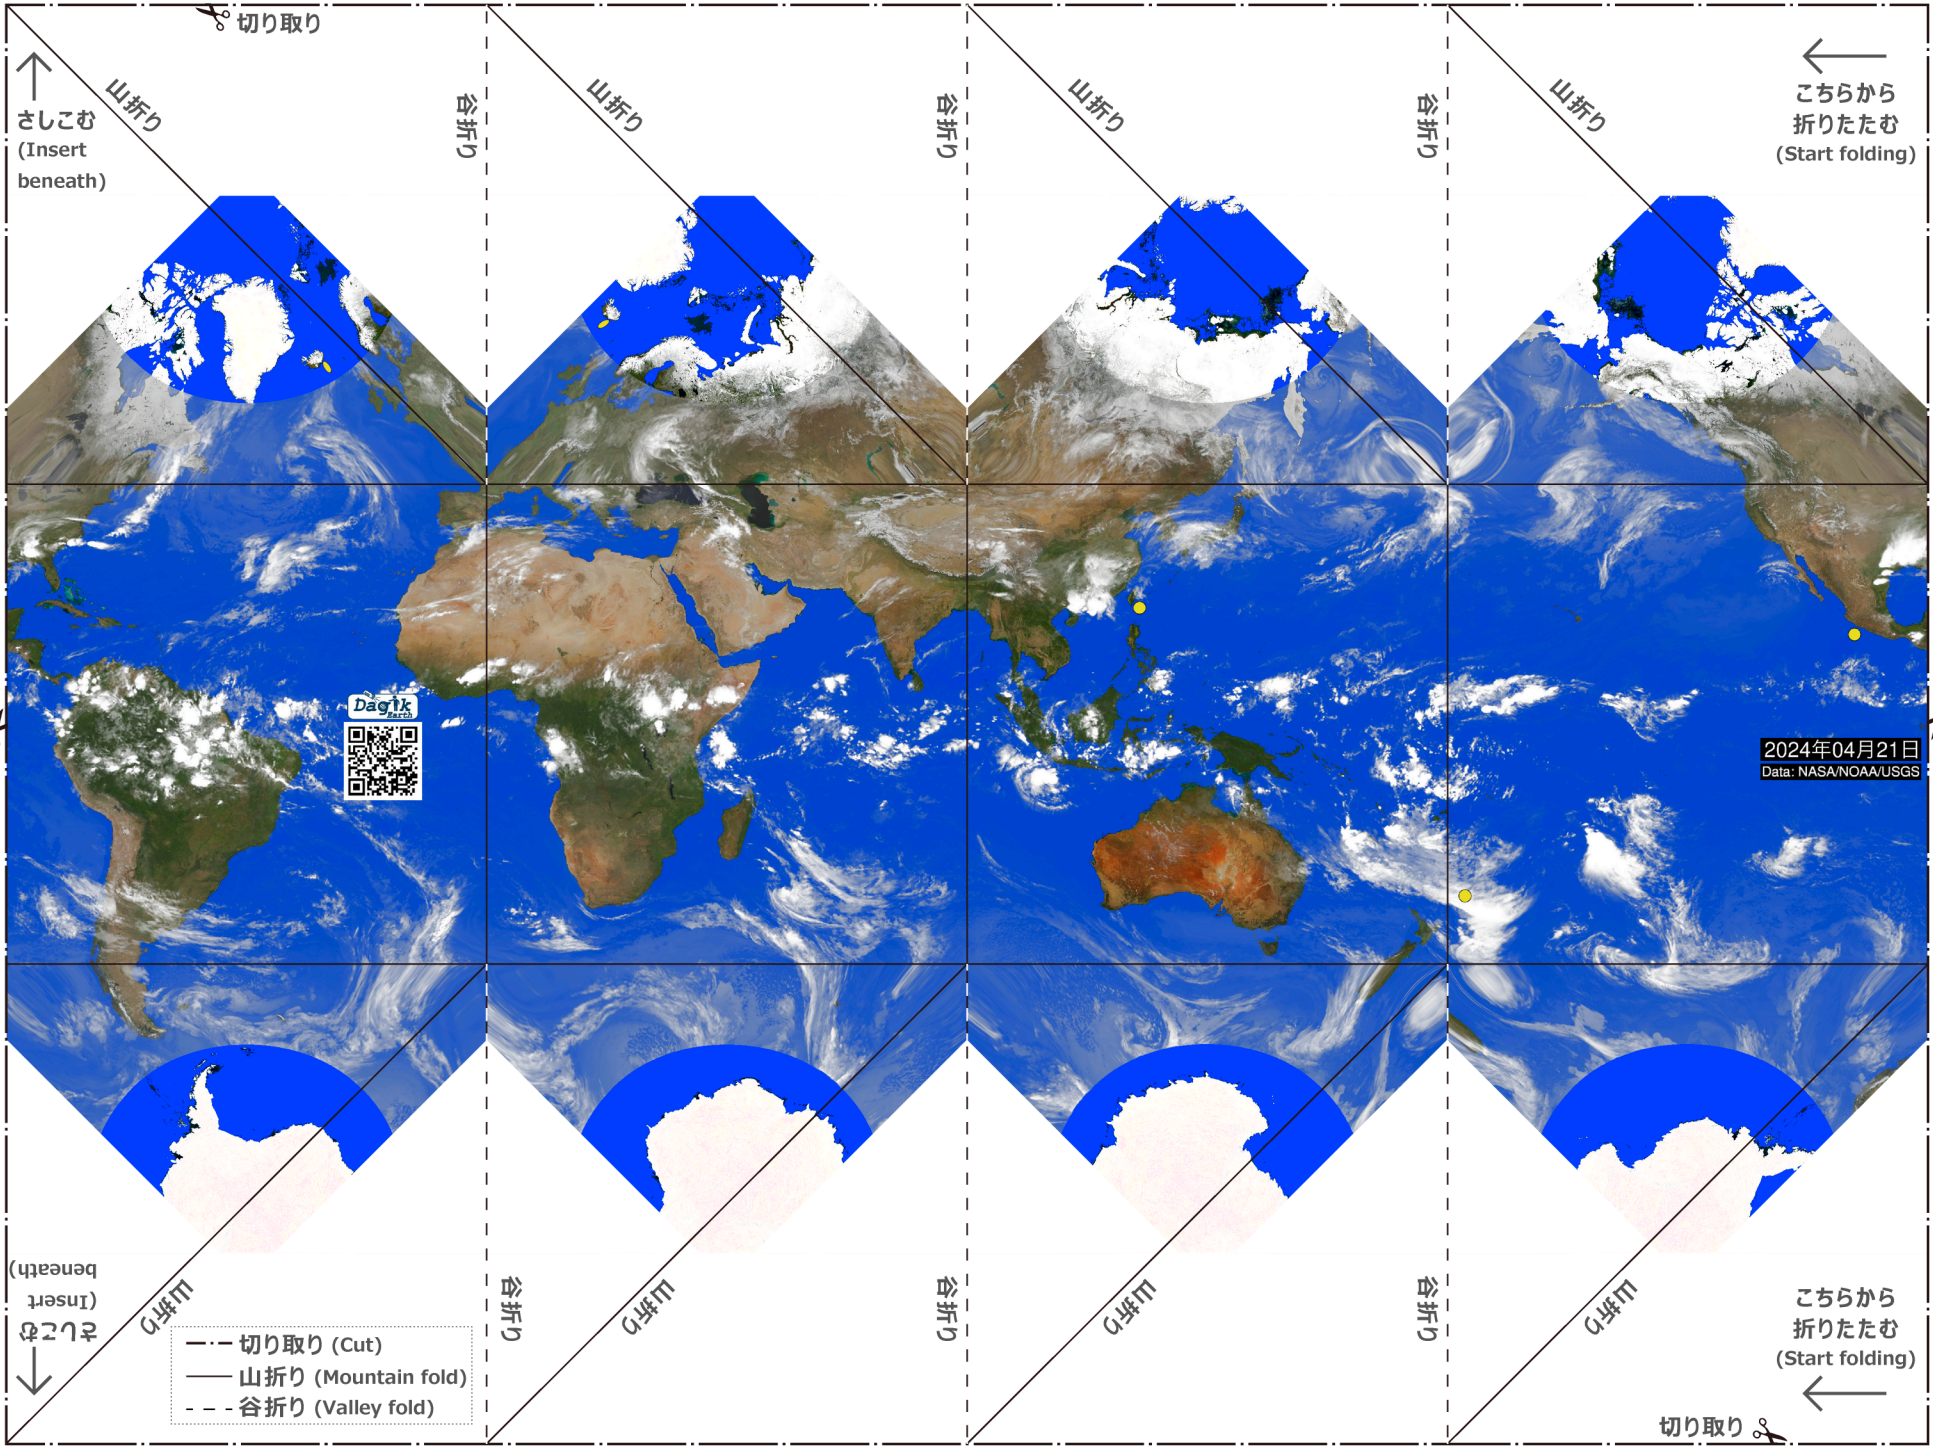 切り取り
山折り
谷折り
山折り
谷折り
山折り
谷折り
山折り
さしこむ
(Insert
beneath)
こちらから
折りたたむ
(Start folding)
Dagik
Earth
2024年04月21日
Data: NASA/NOAA/USGS
さしこむ
(Insert
beneath)
山折り
谷折り
山折り
谷折り
山折り
谷折り
山折り
こちらから
折りたたむ
(Start folding)
切り取り (Cut)
山折り (Mountain fold)
谷折り (Valley fold)
切り取り